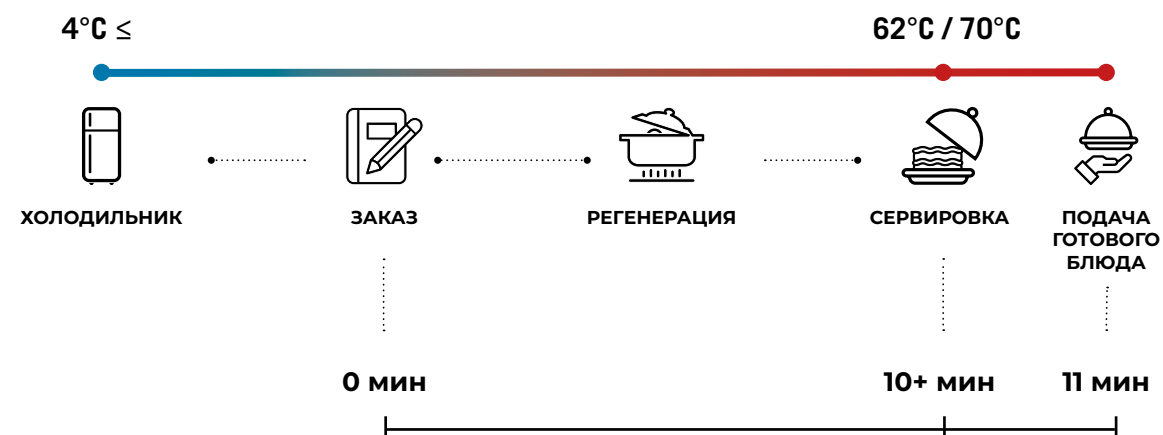 4°C ≤
62°C / 70°C
ХОЛОДИЛЬНИК
ЗАКАЗ
РЕГЕНЕРАЦИЯ
СЕРВИРОВКА
ПОДАЧА
ГОТОВОГО
БЛЮДА
0 мин
10+ мин
11 мин